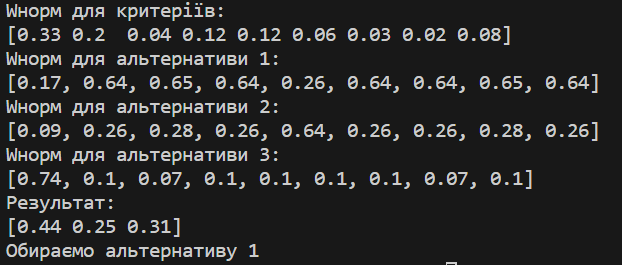 Wнорм для критеріїв:
[0.33 0.2  0.04 0.12 0.12 0.06 0.03 0.02 0.08]
Wнорм для альтернативи 1:
[0.17, 0.64, 0.65, 0.64, 0.26, 0.64, 0.64, 0.65, 0.64]
Wнорм для альтернативи 2:
[0.09, 0.26, 0.28, 0.26, 0.64, 0.26, 0.26, 0.28, 0.26]
Wнорм для альтернативи 3:
[0.74, 0.1, 0.07, 0.1, 0.1, 0.1, 0.1, 0.07, 0.1]
Результат:
[0.44 0.25 0.31]
Обираємо альтернативу 1